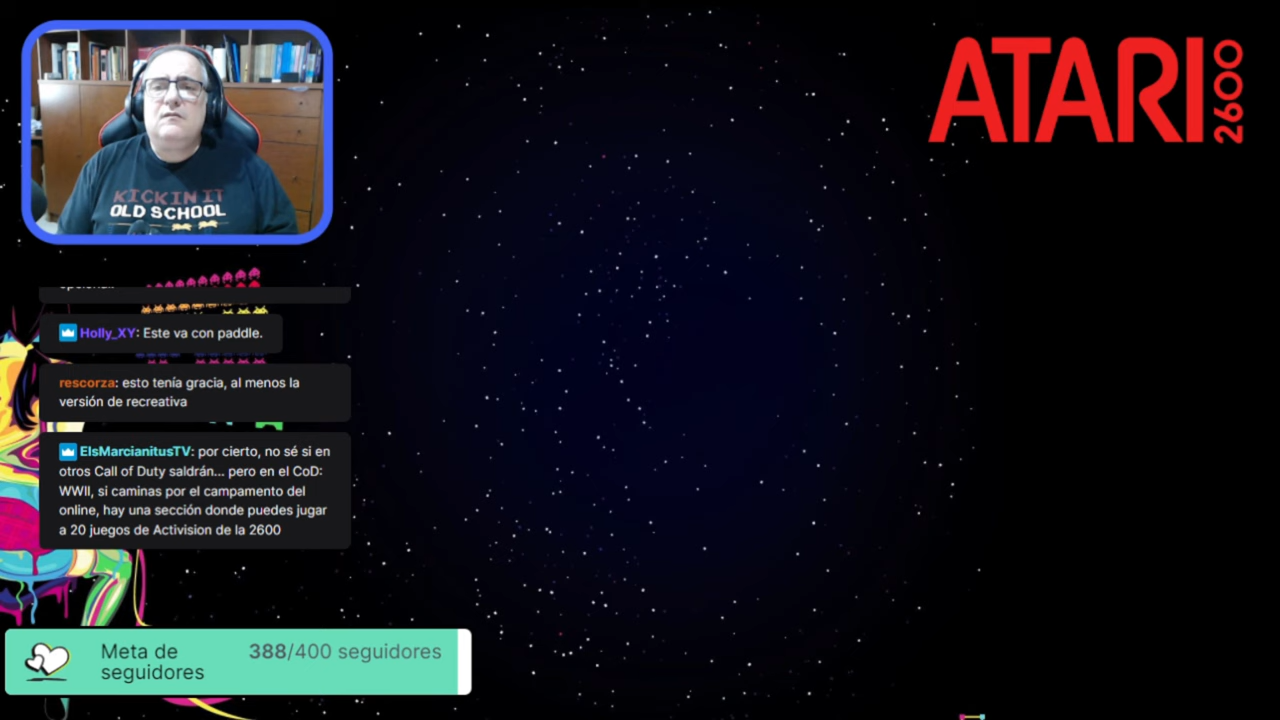 ATARI 2600
KICKIN IT
OLD SCHOOL
Holly_XY: Este va con paddle.
rescorza: esto tenía gracia, al menos la
versión de recreativa
ElsMarcianitusTV: por cierto, no sé si en
otros Call of Duty saldrán... pero en el CoD:
WWII, si caminas por el campamento del
online, hay una sección donde puedes jugar
a 20 juegos de Activision de la 2600
Meta de
seguidores
388/400 seguidores